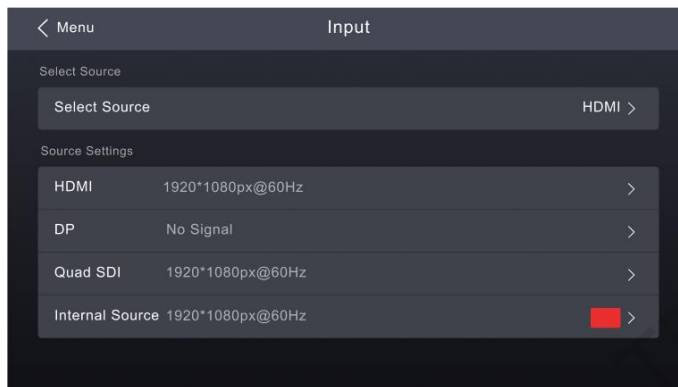 Menu Input
Select Source
Select Source HDMI
Source Settings
HDMI 1920*1080px@60Hz
DP No Signal
Quad SDI 1920*1080px@60Hz
Internal Source 1920*1080px@60Hz